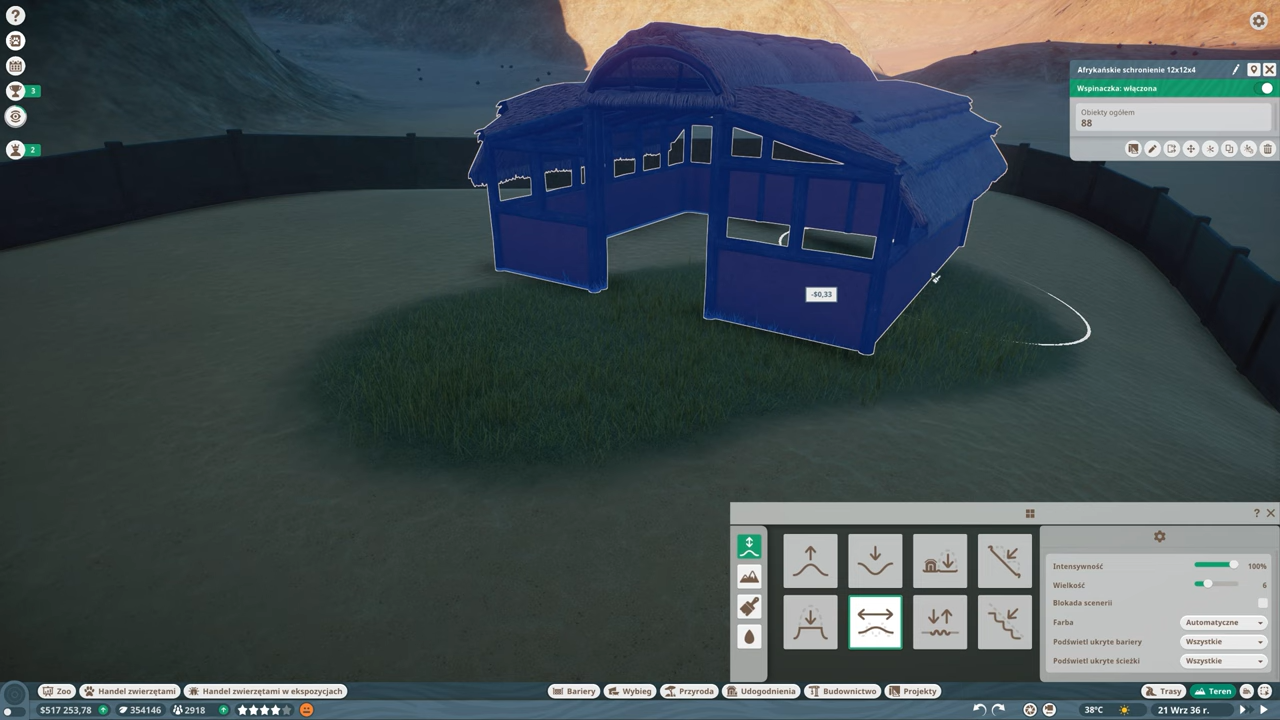 ?
3
2
Afrykańskie schronienie 12x12x4
Wspinaczka: włączona
Obiekty ogółem
88
-$0,33
?
Intensywność 100%
Wielkość 6
Blokada scenerii
Farba Automatyczne
Podświetl ukryte bariery Wszystkie
Podświetl ukryte ścieżki Wszystkie
Zoo Handel zwierzętami Handel zwierzętami w ekspozycjach Bariery Wybieg Przyroda Udogodnienia Budownictwo Projekty Trasy Teren
$517 253,78 354146 2918 38°C 21 Wrz 36 r.